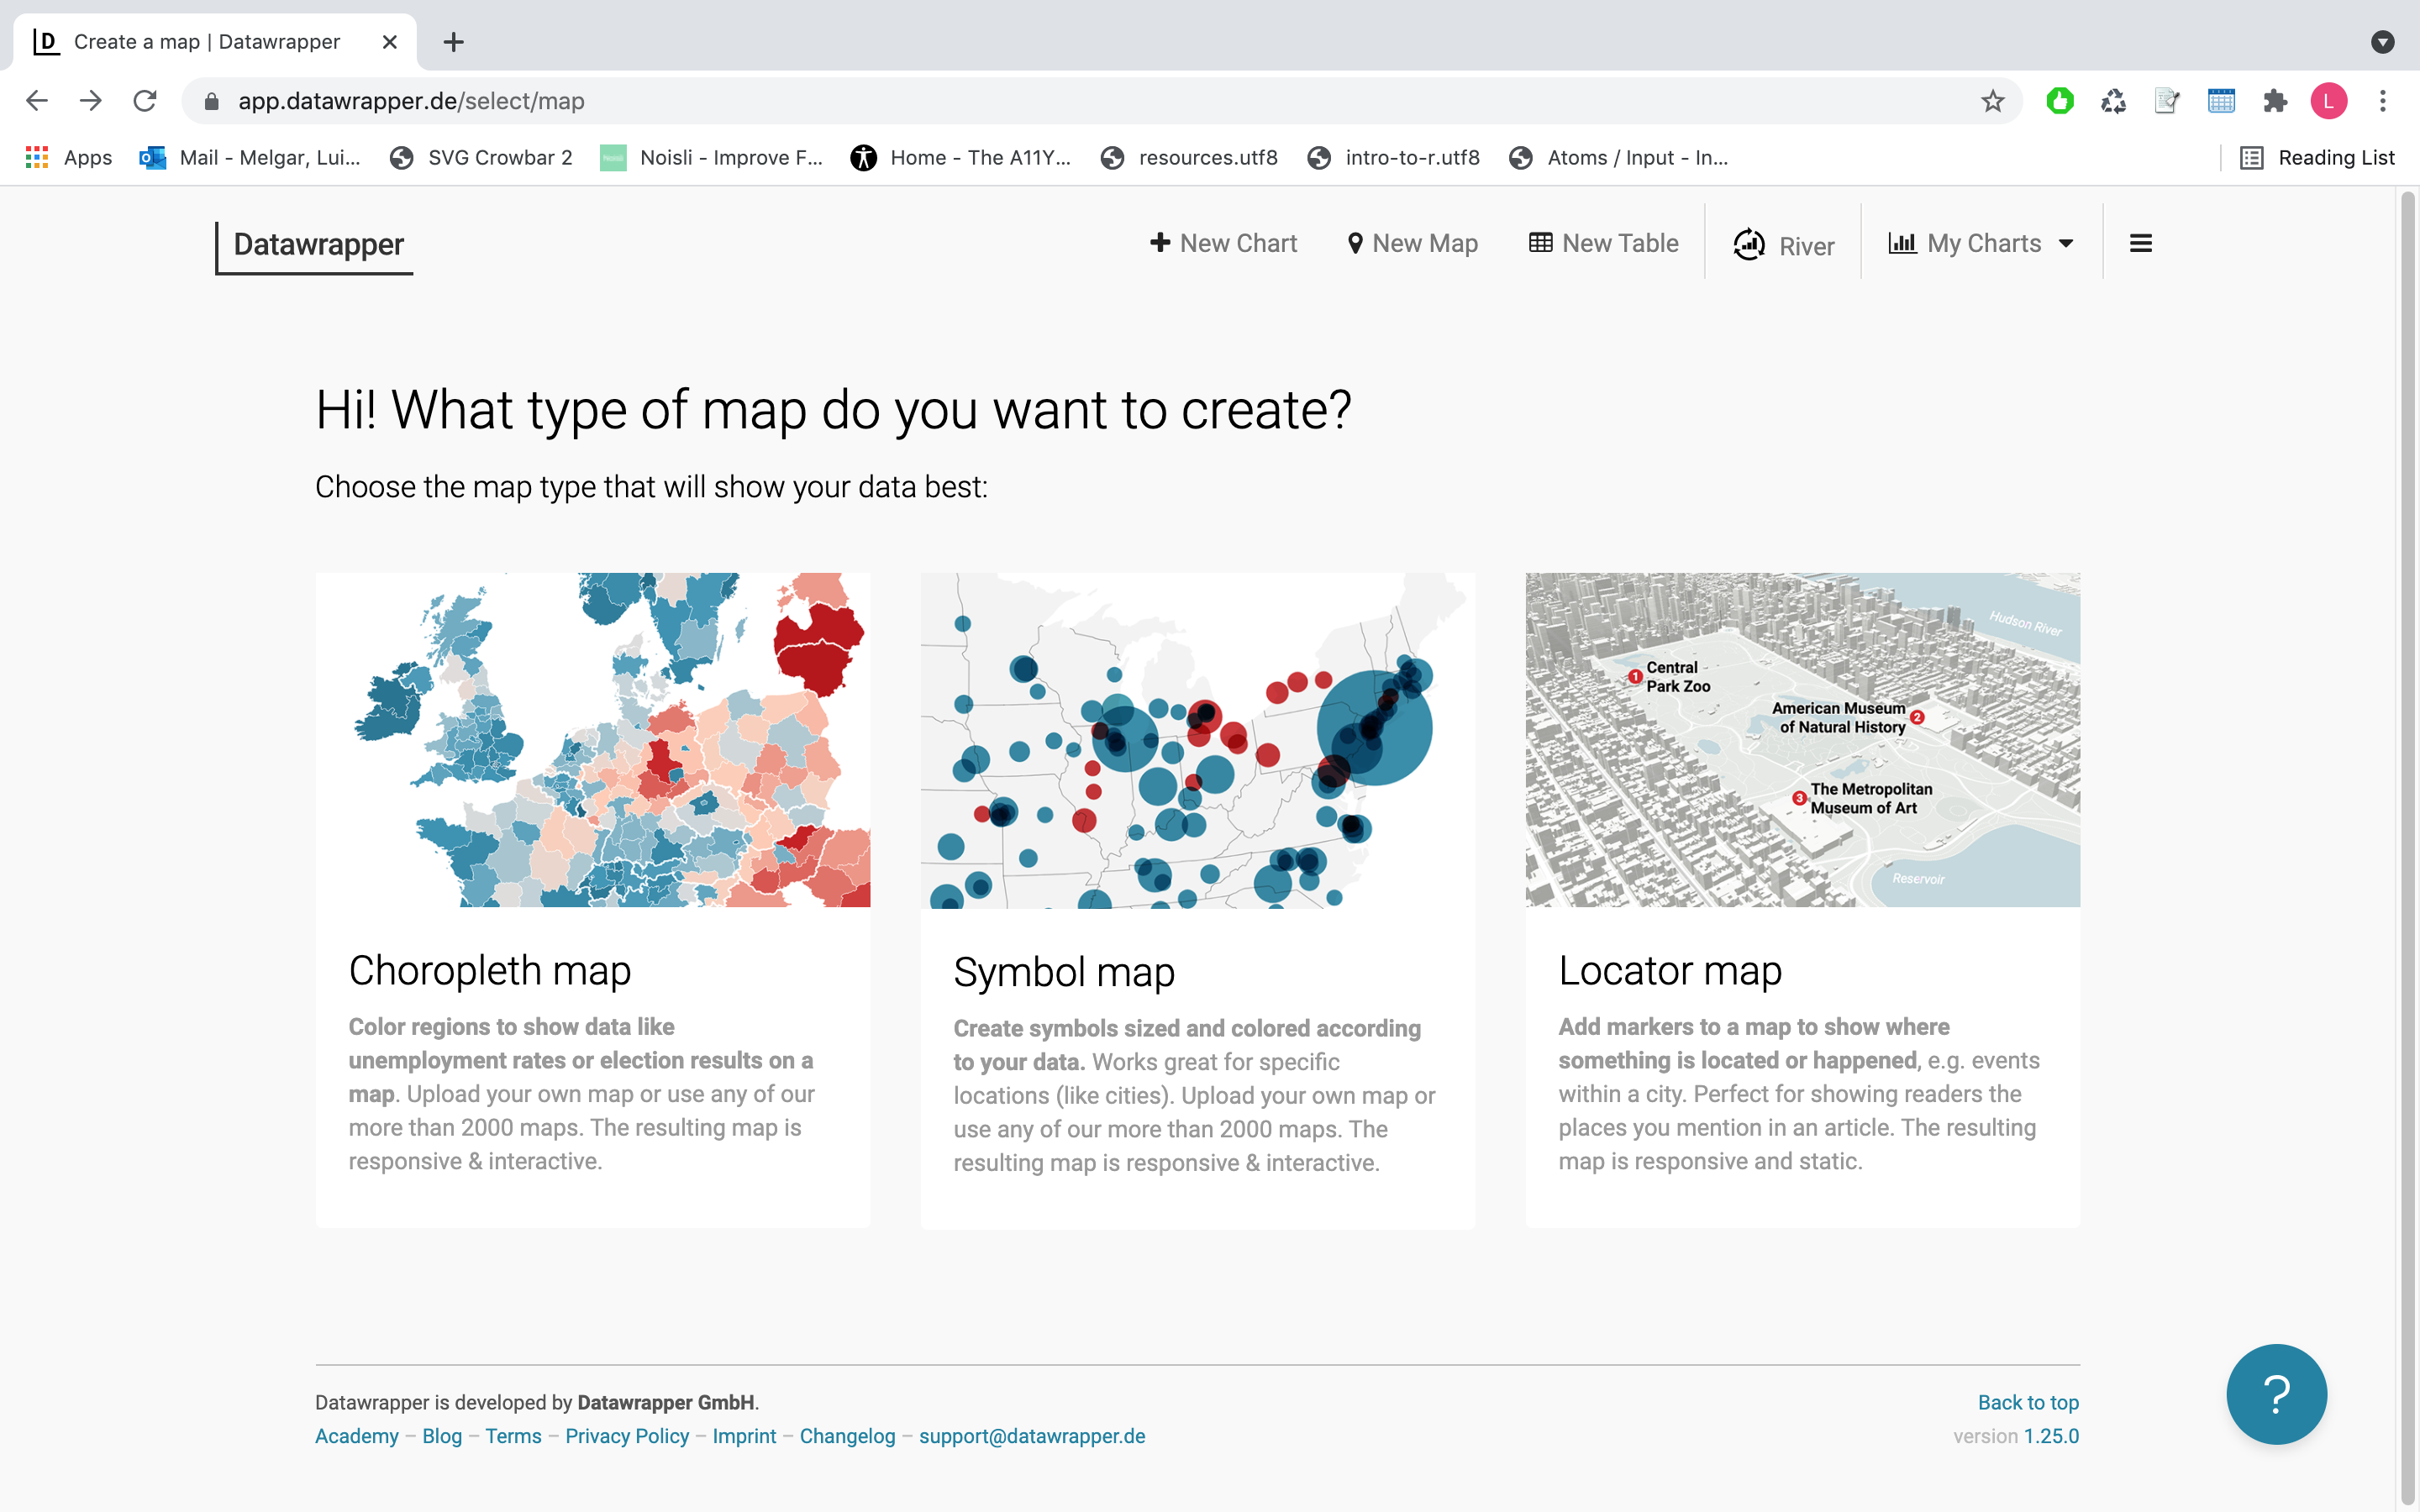 D Create a map | Datawrapper
app.datawrapper.de/select/map
L
Apps Mail - Melgar, Lui... SVG Crowbar 2 Noisli - Improve F... Home - The A11Y... resources.utf8 intro-to-r.utf8 Atoms / Input - In... Reading List
Datawrapper New Chart New Map New Table River My Charts
Hi! What type of map do you want to create?
Choose the map type that will show your data best:
Hudson River
1 Central
Park Zoo
American Museum 2
of Natural History
3 The Metropolitan
Museum of Art
Reservoir
Choropleth map
Color regions to show data like
unemployment rates or election results on a
map. Upload your own map or use any of our
more than 2000 maps. The resulting map is
responsive & interactive.
Symbol map
Create symbols sized and colored according
to your data. Works great for specific
locations (like cities). Upload your own map or
use any of our more than 2000 maps. The
resulting map is responsive & interactive.
Locator map
Add markers to a map to show where
something is located or happened, e.g. events
within a city. Perfect for showing readers the
places you mention in an article. The resulting
map is responsive and static.
Datawrapper is developed by Datawrapper GmbH.
Academy – Blog – Terms – Privacy Policy – Imprint – Changelog – support@datawrapper.de
Back to top
version 1.25.0
?